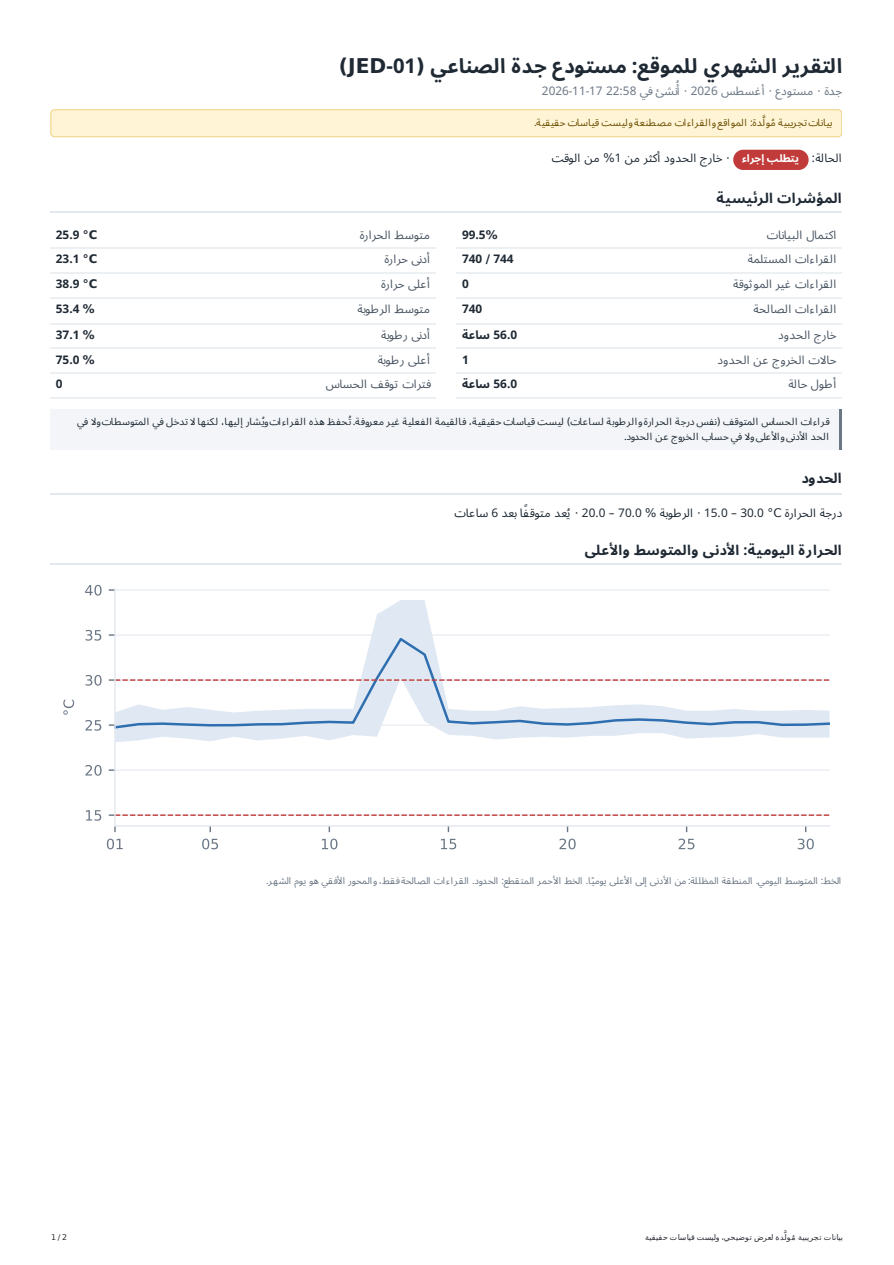 التقرير الشهري للموقع: مستودع جدة الصناعي (JED-01)
جدة · مستودع · أغسطس 2026 · أُنشئ في 22:58 17-11-2026
بيانات تجريبية مُولَّدة: المواقع والقراءات مصطنعة وليست قياسات حقيقية.
الحالة: يتطلب إجراء · خارج الحدود أكثر من 1% من الوقت
المؤشرات الرئيسية
اكتمال البيانات 99.5%
القراءات المستلمة 740 / 744
القراءات غير الموثوقة 0
القراءات الصالحة 740
خارج الحدود 56.0 ساعة
حالات الخروج عن الحدود 1
أطول حالة 56.0 ساعة
متوسط الحرارة 25.9 °C
أدنى حرارة 23.1 °C
أعلى حرارة 38.9 °C
متوسط الرطوبة 53.4 %
أدنى رطوبة 37.1 %
أعلى رطوبة 75.0 %
فترات توقف الحساس 0
قراءات الحساس المتوقف (نفس درجة الحرارة والرطوبة لساعات) ليست قياسات حقيقية، فالقيمة الفعلية غير معروفة. تُحفظ هذه القراءات ويُشار إليها، لكنها لا تدخل في المتوسطات ولا في
الحد الأدنى والأعلى ولا في حساب الخروج عن الحدود.
الحدود
درجة الحرارة 15.0 – 30.0 °C · الرطوبة 20.0 – 70.0 % · يُعد متوقفًا بعد 6 ساعات
الحرارة اليومية: الأدنى والمتوسط والأعلى
40
35
30
25
20
15
°C
01 05 10 15 20 25 30
الخط: المتوسط اليومي. المنطقة المظللة: من الأدنى إلى الأعلى يوميًا. الخط الأحمر المتقطع: الحدود. القراءات الصالحة فقط، والمحور الأفقي هو يوم الشهر.
بيانات تجريبية مُولَّدة لعرض توضيحي، وليست قياسات حقيقية
1 / 2